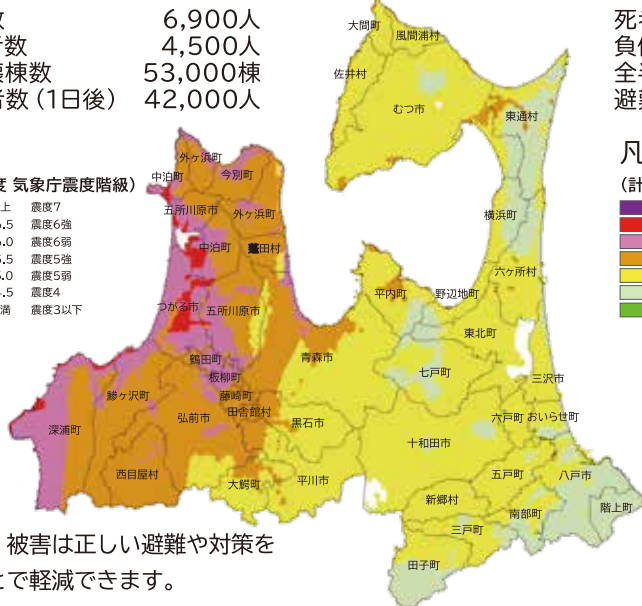 数 6,900人
者数 4,500人
壊棟数 53,000棟
者数（1日後） 42,000人
死者
負傷
全半
避難
度 気象庁震度階級）
上 震度7
6.5 震度6強
6.0 震度6弱
5.5 震度5強
5.0 震度5弱
4.5 震度4
満 震度3以下
凡
（計
大間町
風間浦村
佐井村
むつ市
東通村
外ヶ浜町
今別町
中泊町
五所川原市
外ヶ浜町
中泊町
蓬田村
横浜町
六ヶ所村
つがる市
五所川原市
平内町
野辺地町
東北町
鶴田町
青森市
七戸町
板柳町
三沢市
鰺ヶ沢町
藤崎町
田舎館村
弘前市
黒石市
六戸町
おいらせ町
深浦町
十和田市
西目屋村
大鰐町
平川市
五戸町
八戸市
新郷村
南部町
階上町
三戸町
田子町
被害は正しい避難や対策を
とで軽減できます。